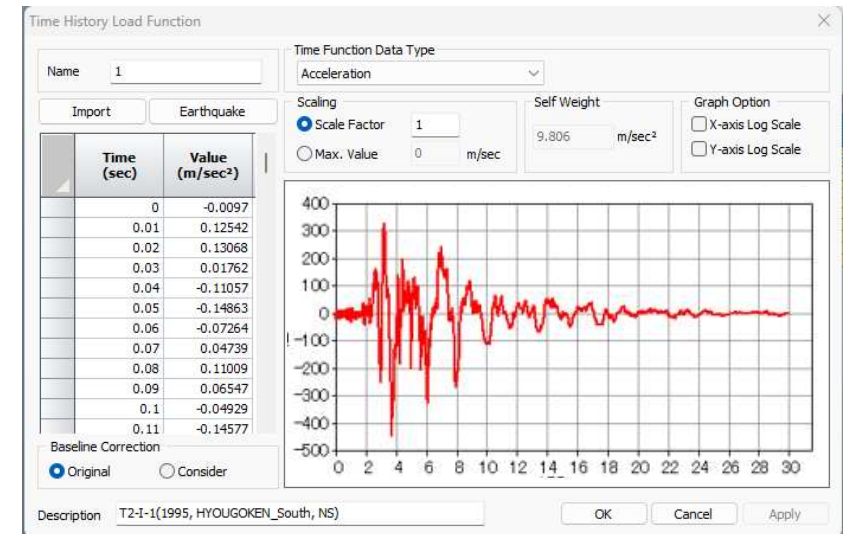 Time History Load Function
Name 1
Time Function Data Type
Acceleration
Import Earthquake
Scaling
Scale Factor 1
Max. Value 0 m/sec
Self Weight
9.806 m/sec²
Graph Option
X-axis Log Scale
Y-axis Log Scale
Time (sec) Value (m/sec²)
0 -0.0097
0.01 0.12542
0.02 0.13068
0.03 0.01762
0.04 -0.11057
0.05 -0.14863
0.06 -0.07264
0.07 0.04739
0.08 0.11009
0.09 0.06547
0.1 -0.04929
0.11 -0.14577
400
300
200
100
0
-100
-200
-300
-400
-500
0 2 4 6 8 10 12 14 16 18 20 22 24 26 28 30
Baseline Correction
Original Consider
Description T2-I-1(1995, HYOUGOKEN_South, NS)
OK Cancel Apply